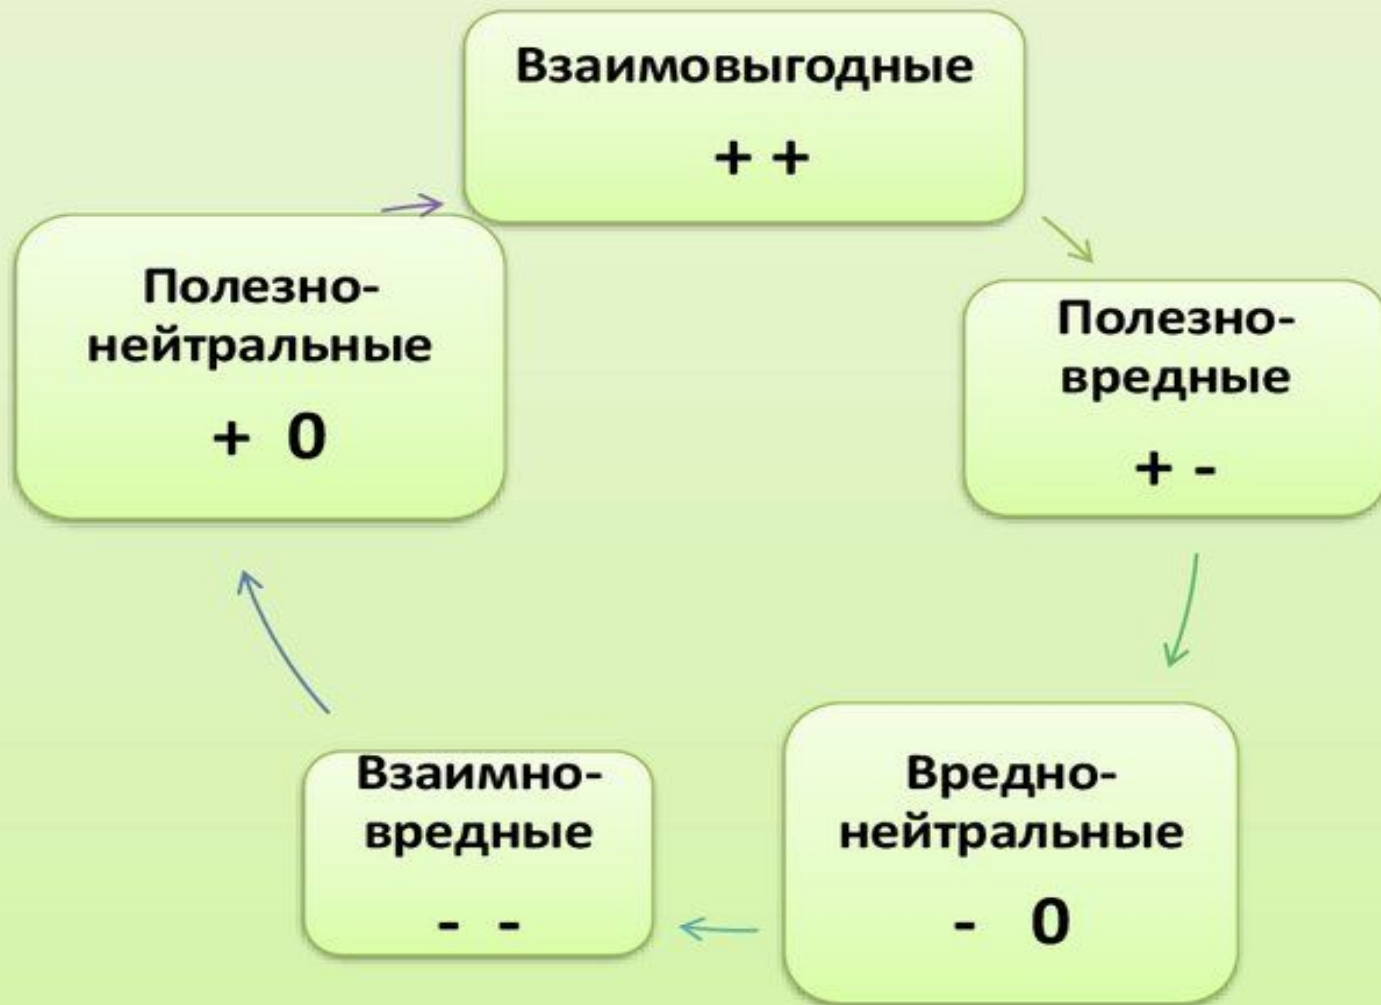 Взаимовыгодные
+ +
Полезно-
вредные
+ -
Вредно-
нейтральные
- 0
Взаимно-
вредные
- -
Полезно-
нейтральные
+ 0